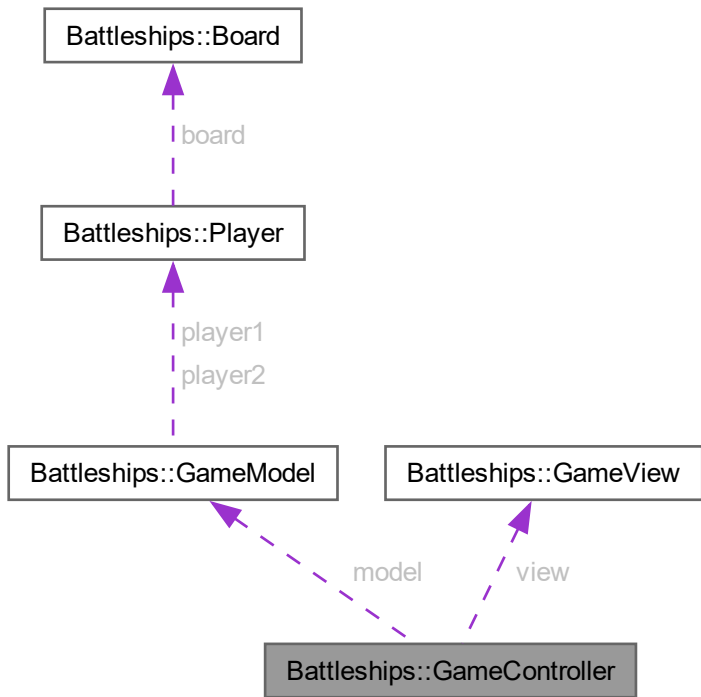 Battleships::Board
board
Battleships::Player
player1
player2
Battleships::GameModel
Battleships::GameView
model
view
Battleships::GameController